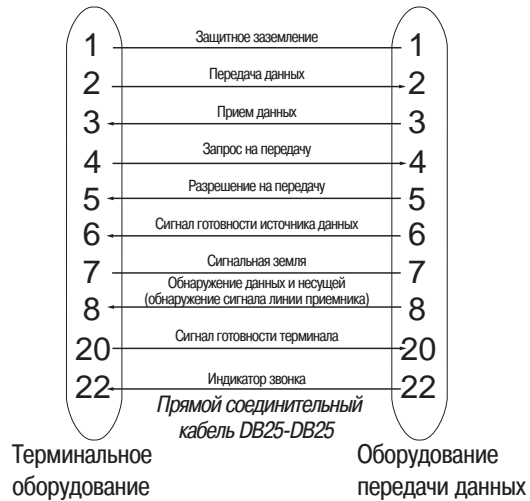 1 Защитное заземление 1
2 Передача данных 2
3 Прием данных 3
4 Запрос на передачу 4
5 Разрешение на передачу 5
6 Сигнал готовности источника данных 6
7 Сигнальная земля 7
Обнаружение данных и несущей
8 (обнаружение сигнала линии приемника) 8
20 Сигнал готовности терминала 20
22 Индикатор звонка 22
Прямой соединительный
кабель DB25-DB25
Терминальное
оборудование
Оборудование
передачи данных